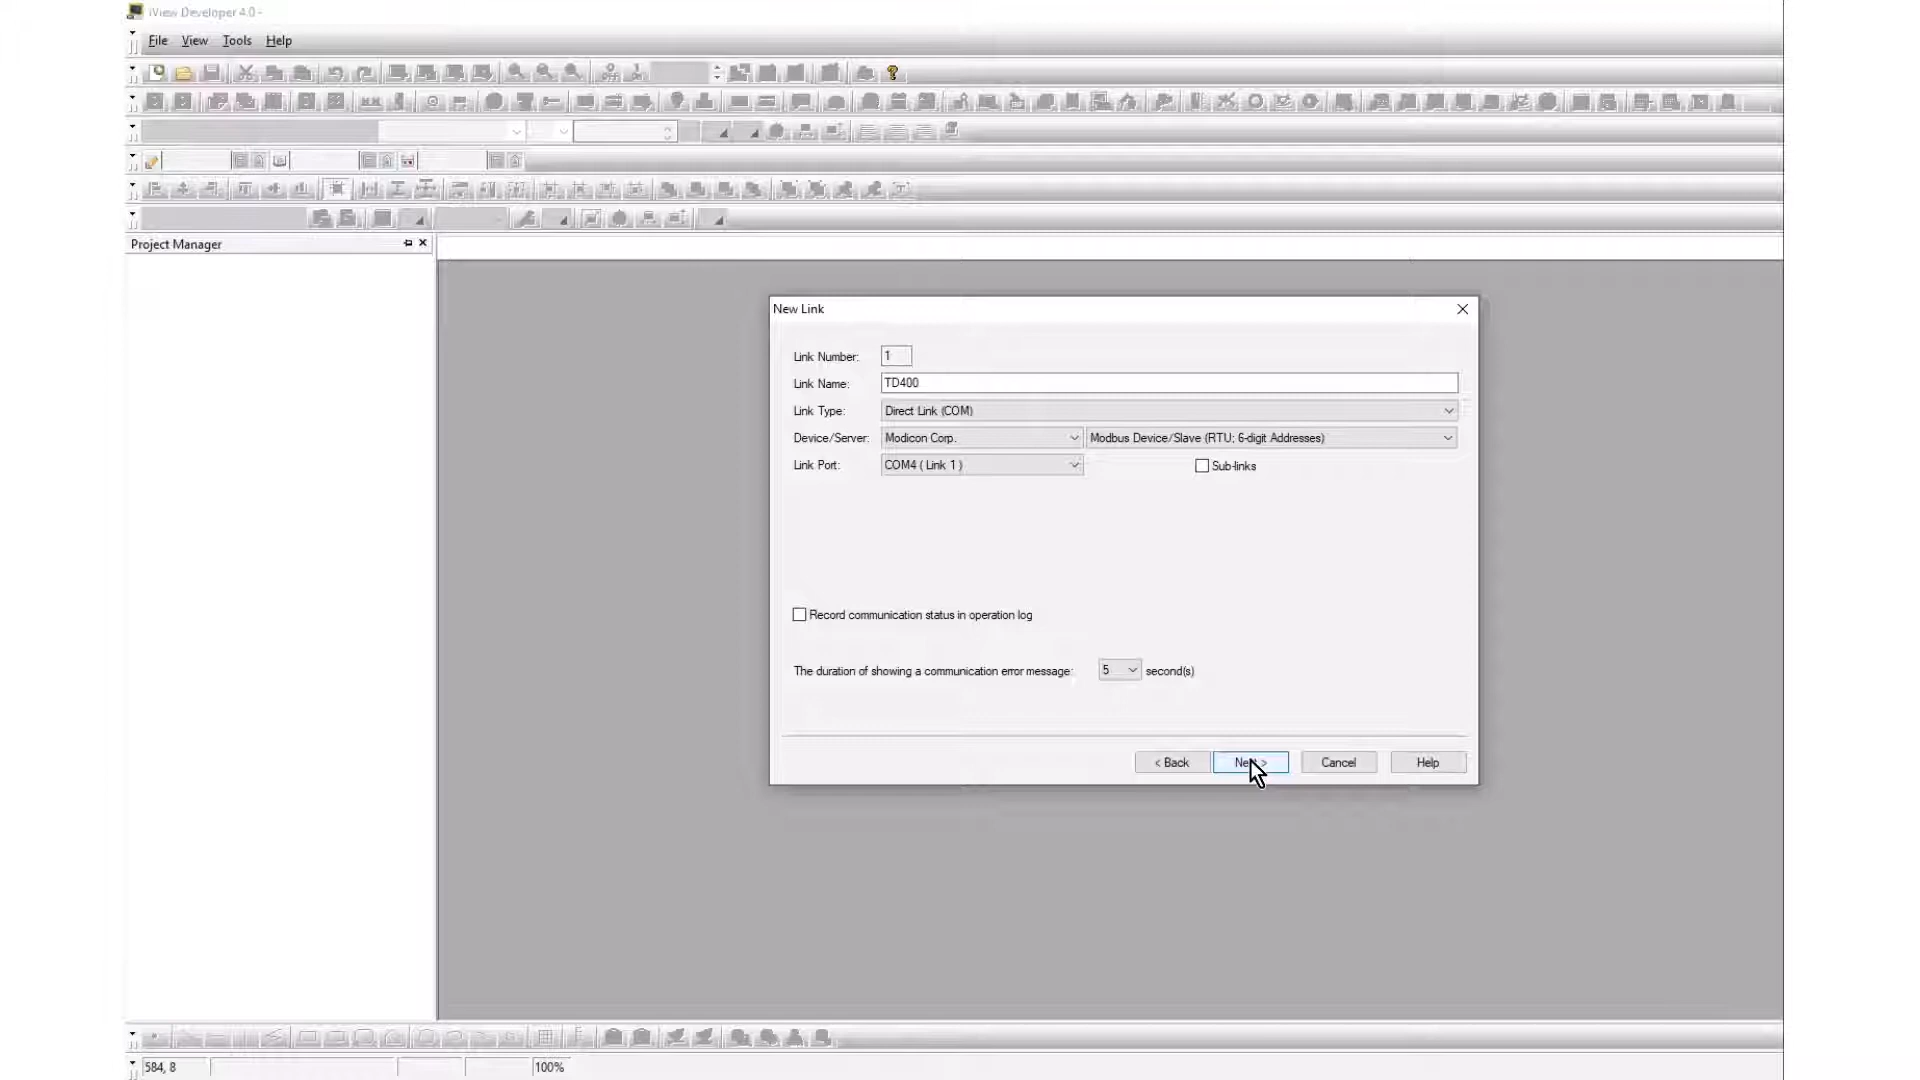 iView Developer 4.0 -
File View Tools Help
Project Manager
New Link
Link Number: 1
Link Name: TD400
Link Type: Direct Link (COM)
Device/Server: Modicon Corp. Modbus Device/Slave (RTU; 6-digit Addresses)
Link Port: COM4 ( Link 1 ) Sub-links
Record communication status in operation log
The duration of showing a communication error message: 5 second(s)
< Back Next > Cancel Help
584, 8 100%